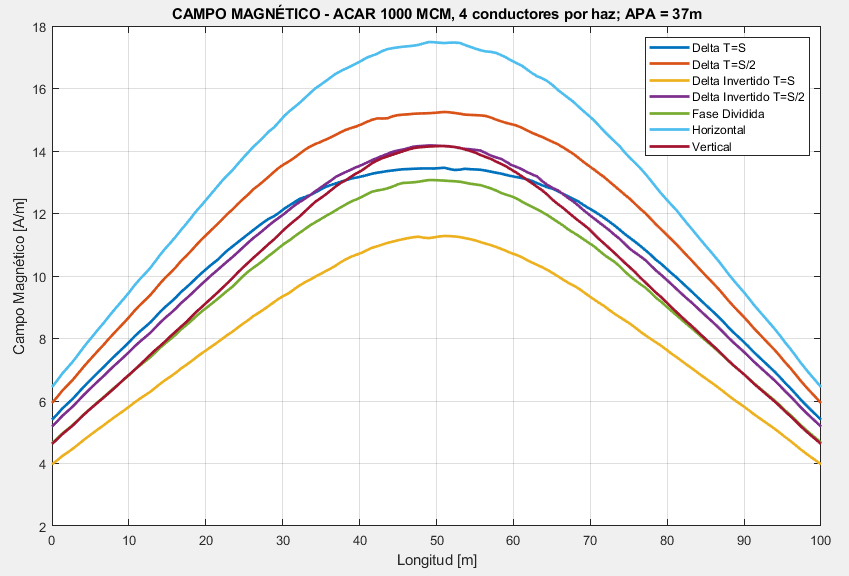 CAMPO MAGNÉTICO - ACAR 1000 MCM, 4 conductores por haz; APA = 37m
18
16
14
12
10
8
6
4
2
Campo Magnético [A/m]
Delta T=S
Delta T=S/2
Delta Invertido T=S
Delta Invertido T=S/2
Fase Dividida
Horizontal
Vertical
0 10 20 30 40 50 60 70 80 90 100
Longitud [m]